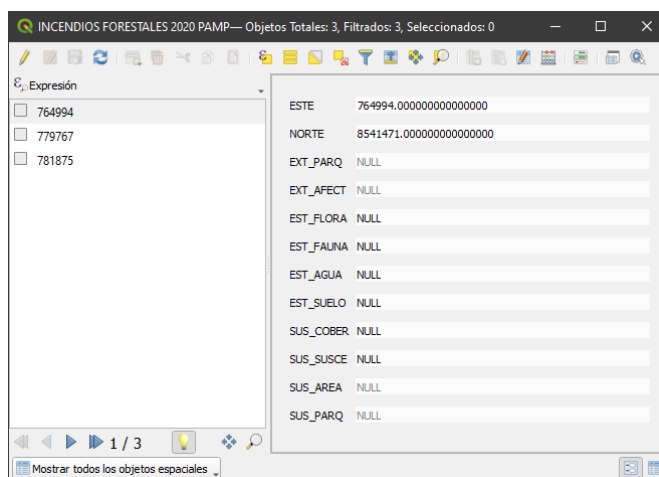 INCENDIOS FORESTALES 2020 PAMP— Objetos Totales: 3, Filtrados: 3, Seleccionados: 0
Expresión
764994
779767
781875
ESTE 764994.000000000000000
NORTE 8541471.000000000000000
EXT_PARQ NULL
EXT_AFECT NULL
EST_FLORA NULL
EST_FAUNA NULL
EST_AGUA NULL
EST_SUELO NULL
SUS_COBER NULL
SUS_SUSCE NULL
SUS_AREA NULL
SUS_PARQ NULL
1 / 3
Mostrar todos los objetos espaciales